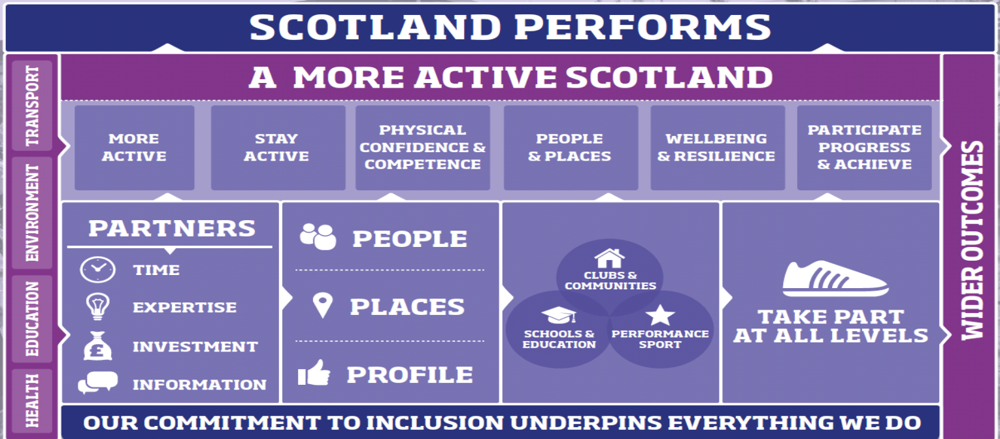 SCOTLAND PERFORMS
A MORE ACTIVE SCOTLAND
TRANSPORT
ENVIRONMENT
EDUCATION
HEALTH
MORE
ACTIVE
STAY
ACTIVE
PHYSICAL
CONFIDENCE &
COMPETENCE
PEOPLE
& PLACES
WELLBEING
& RESILIENCE
PARTICIPATE
PROGRESS
& ACHIEVE
PARTNERS
TIME
EXPERTISE
£
INVESTMENT
INFORMATION
PEOPLE
PLACES
PROFILE
CLUBS &
COMMUNITIES
SCHOOLS &
EDUCATION
PERFORMANCE
SPORT
TAKE PART
AT ALL LEVELS
WIDER OUTCOMES
OUR COMMITMENT TO INCLUSION UNDERPINS EVERYTHING WE DO